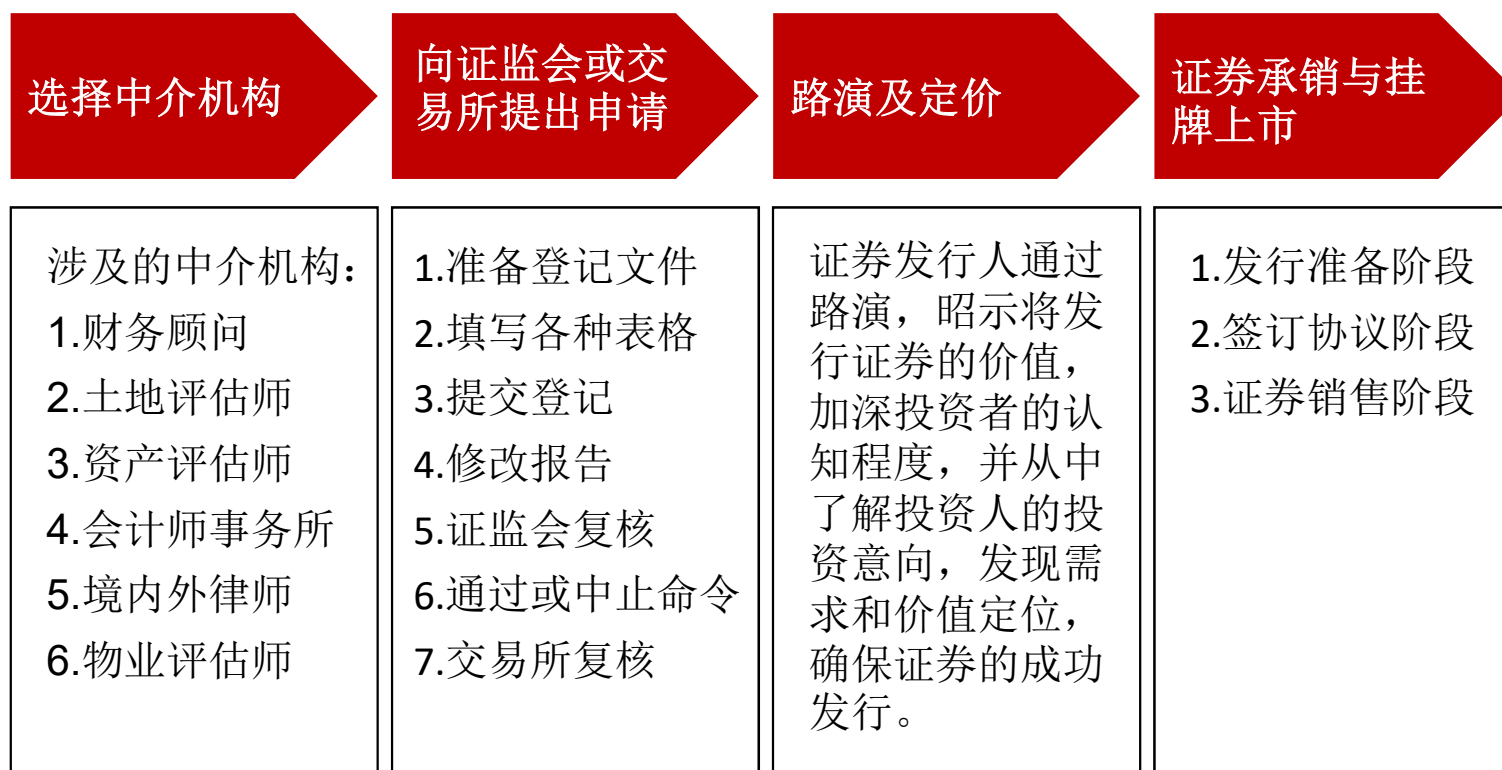 选择中介机构
向证监会或交
易所提出申请
路演及定价
证券承销与挂
牌上市
涉及的中介机构：
1.财务顾问
2.土地评估师
3.资产评估师
4.会计师事务所
5.境内外律师
6.物业评估师
1.准备登记文件
2.填写各种表格
3.提交登记
4.修改报告
5.证监会复核
6.通过或中止命令
7.交易所复核
证券发行人通过
路演，昭示将发
行证券的价值，
加深投资者的认
知程度，并从中
了解投资人的投
资意向，发现需
求和价值定位，
确保证券的成功
发行。
1.发行准备阶段
2.签订协议阶段
3.证券销售阶段